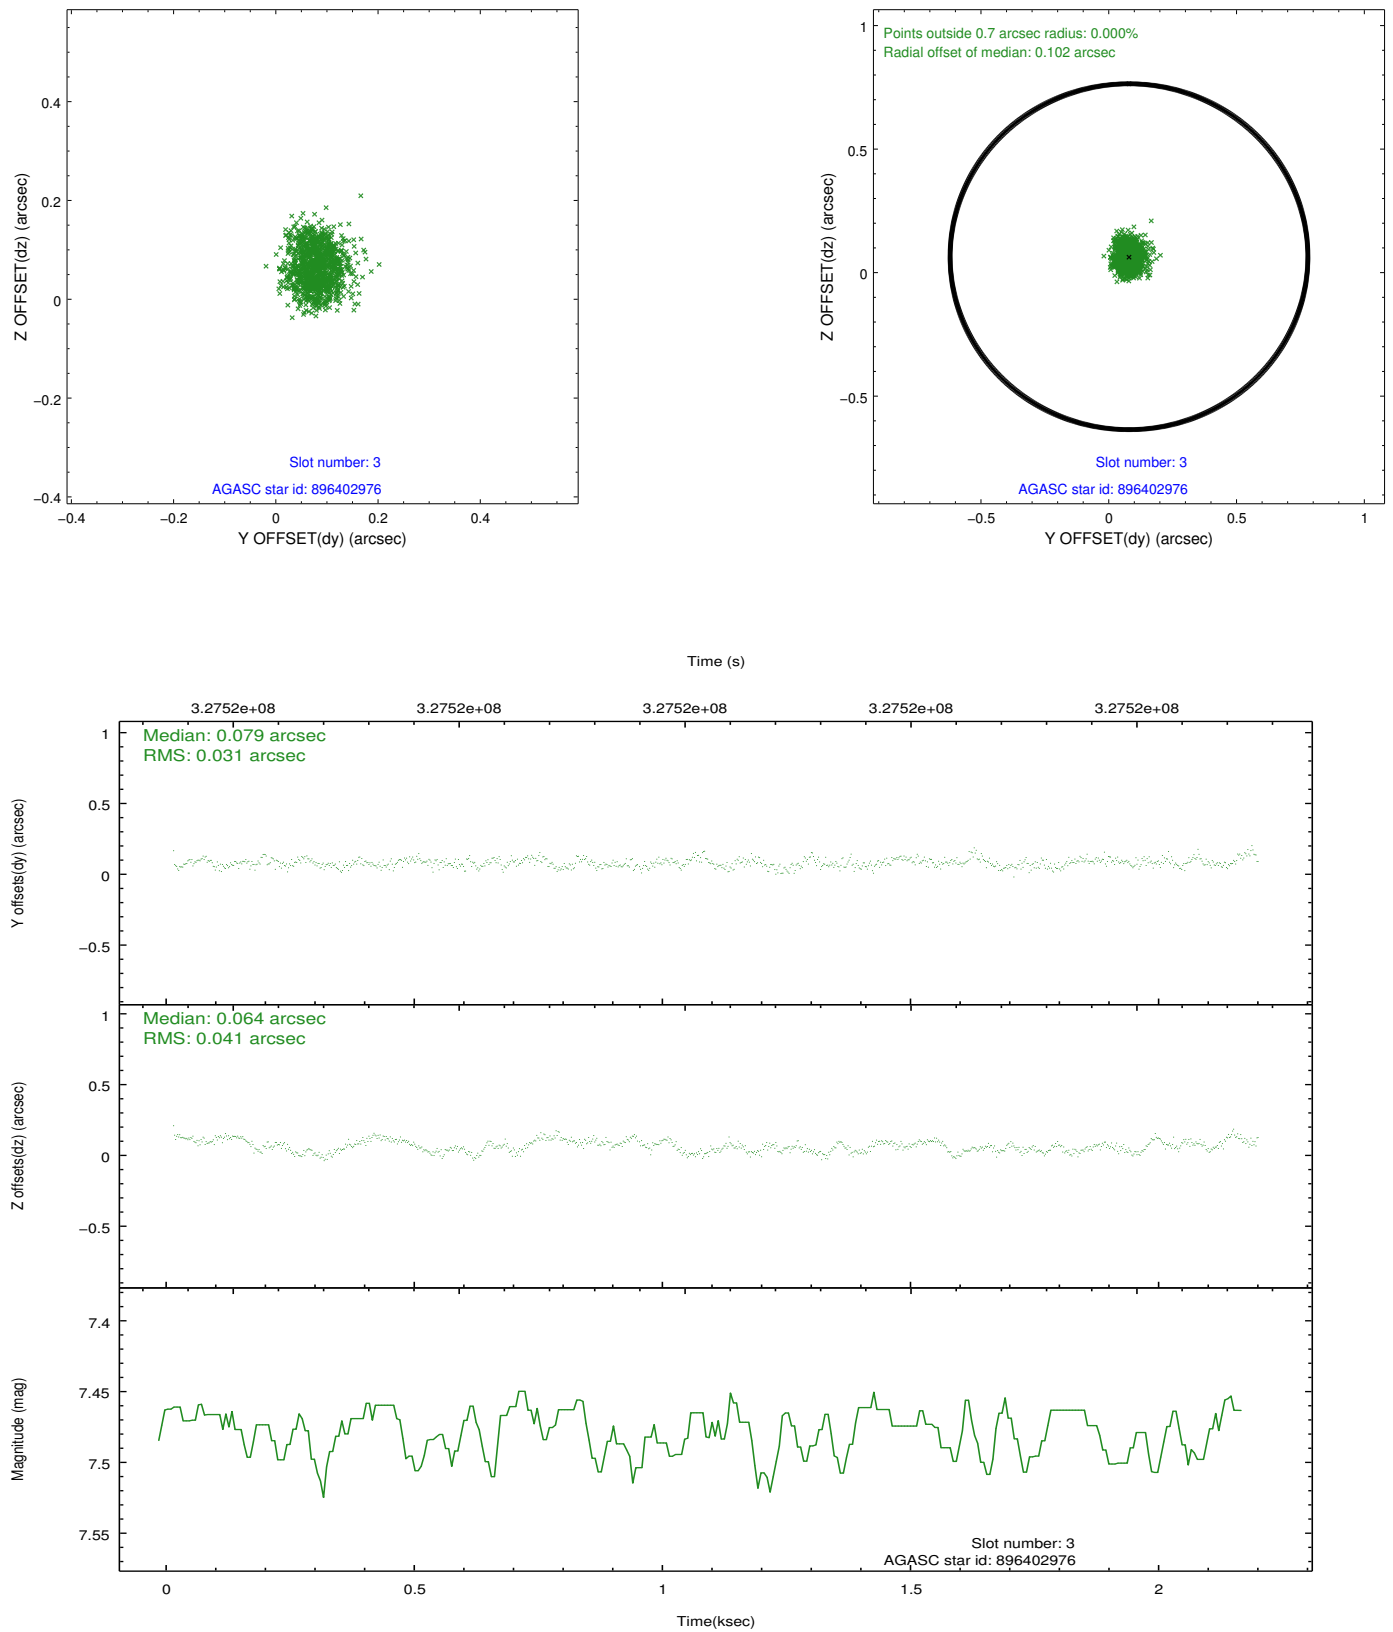 0.4
0.2
0
−0.2
−0.4
Z OFFSET(dz) (arcsec)
Slot number: 3
AGASC star id: 896402976
−0.4
−0.2
0
0.2
0.4
Y OFFSET(dy) (arcsec)
Points outside 0.7 arcsec radius: 0.000%
Radial offset of median: 0.102 arcsec
1
0.5
0
−0.5
Z OFFSET(dz) (arcsec)
Slot number: 3
AGASC star id: 896402976
−0.5
0
0.5
1
Y OFFSET(dy) (arcsec)
Time (s)
3.2752e+08
3.2752e+08
3.2752e+08
3.2752e+08
3.2752e+08
Median: 0.079 arcsec
RMS: 0.031 arcsec
1
0.5
0
−0.5
Y offsets(dy) (arcsec)
Median: 0.064 arcsec
RMS: 0.041 arcsec
1
0.5
0
−0.5
Z offsets(dz) (arcsec)
7.4
7.45
7.5
7.55
Magnitude (mag)
Slot number: 3
AGASC star id: 896402976
0
0.5
1
1.5
2
Time(ksec)